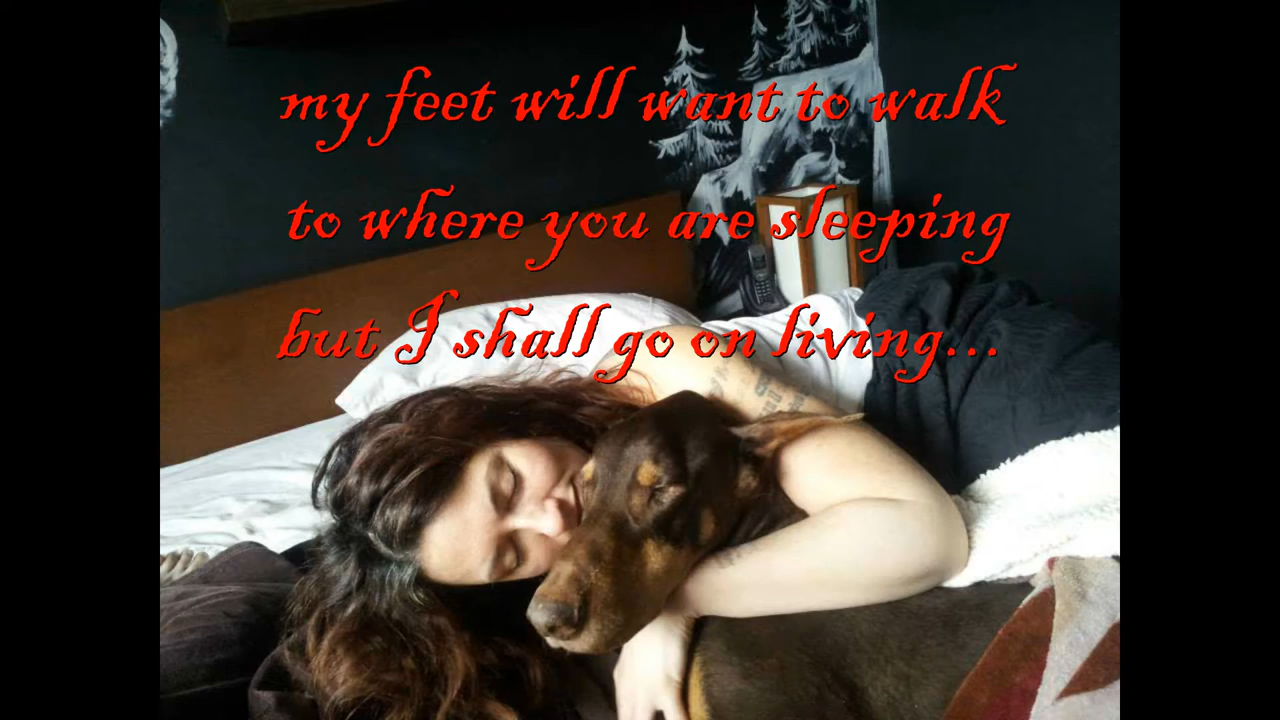 my feet will want to walk
to where you are sleeping
but I shall go on living...